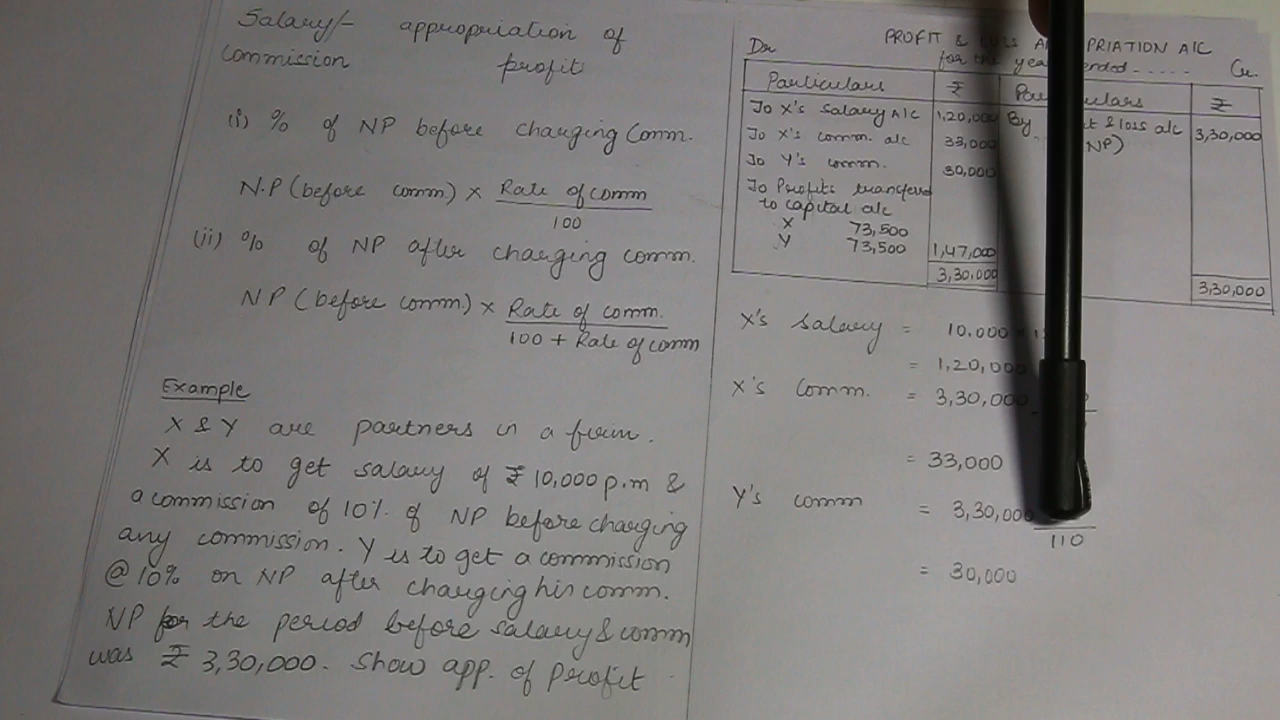 Salary/- appropriation of
commission profit
(i) % of NP before charging Comm.
N.P (before comm) × Rate of comm
100
(ii) % of NP after charging comm.
NP (before comm) × Rate of comm.
100 + Rate of comm
Example
X & Y are partners in a firm.
X is to get salary of ₹ 10,000 p.m &
a commission of 10% of NP before charging
any commission. Y is to get a commission
@ 10% on NP after charging his comm.
NP for the period before salary & comm
was ₹ 3,30,000. Show app. of profit
PROFIT & PRIATION A/C
Dr for the year ended ..... Cr.
Particulars ₹ ₹
To X's Salary A/C 1,20,000 By & loss a/c 3,30,000
To X's comm. a/c 33,000 NP)
To Y's comm. 30,000
To Profits transferred
to capital a/c
X 73,500
Y 73,500 1,47,000
3,30,000 3,30,000
X's Salary = 10,000
= 1,20,000
X's Comm. = 3,30,000
= 33,000
Y's comm = 3,30,000
110
= 30,000